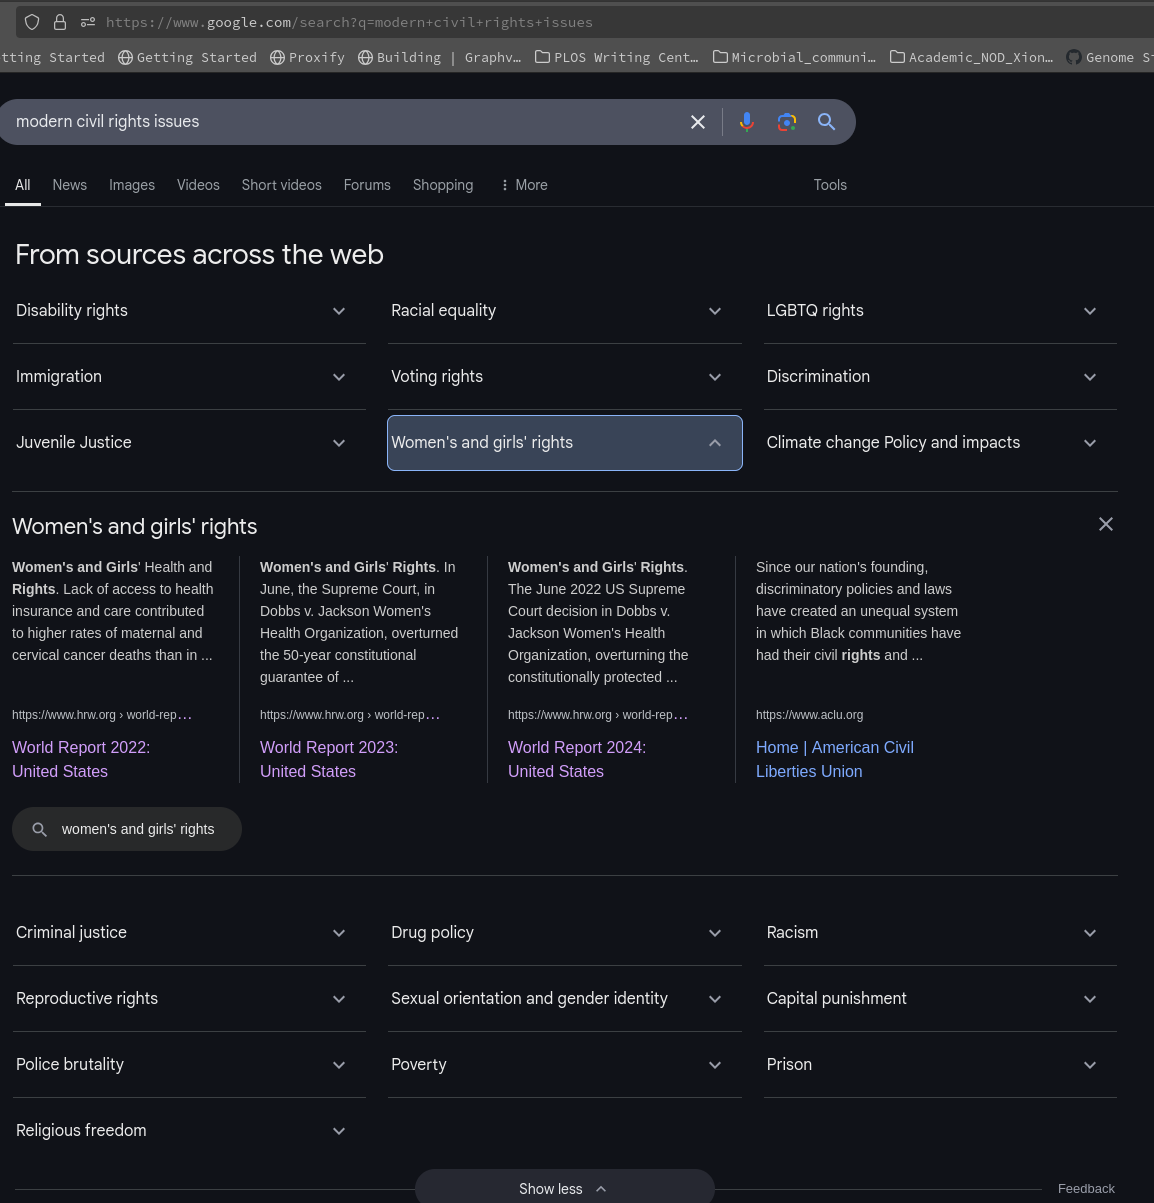 https://www.google.com/search?q=modern+civil+rights+issues
tting Started Getting Started Proxify Building | Graphv… PLOS Writing Cent… Microbial_communi… Academic_NOD_Xion… Genome
modern civil rights issues
All News Images Videos Short videos Forums Shopping More Tools
From sources across the web
Disability rights Racial equality LGBTQ rights
Immigration Voting rights Discrimination
Juvenile Justice Women's and girls' rights Climate change Policy and impacts
Women's and girls' rights
Women's and Girls' Health and
Rights. Lack of access to health
insurance and care contributed
to higher rates of maternal and
cervical cancer deaths than in ...
https://www.hrw.org › world-rep…
World Report 2022:
United States
Women's and Girls' Rights. In
June, the Supreme Court, in
Dobbs v. Jackson Women's
Health Organization, overturned
the 50-year constitutional
guarantee of ...
https://www.hrw.org › world-rep…
World Report 2023:
United States
Women's and Girls' Rights.
The June 2022 US Supreme
Court decision in Dobbs v.
Jackson Women's Health
Organization, overturning the
constitutionally protected ...
https://www.hrw.org › world-rep…
World Report 2024:
United States
Since our nation's founding,
discriminatory policies and laws
have created an unequal system
in which Black communities have
had their civil rights and ...
https://www.aclu.org
Home | American Civil
Liberties Union
women's and girls' rights
Criminal justice Drug policy Racism
Reproductive rights Sexual orientation and gender identity Capital punishment
Police brutality Poverty Prison
Religious freedom
Show less Feedback